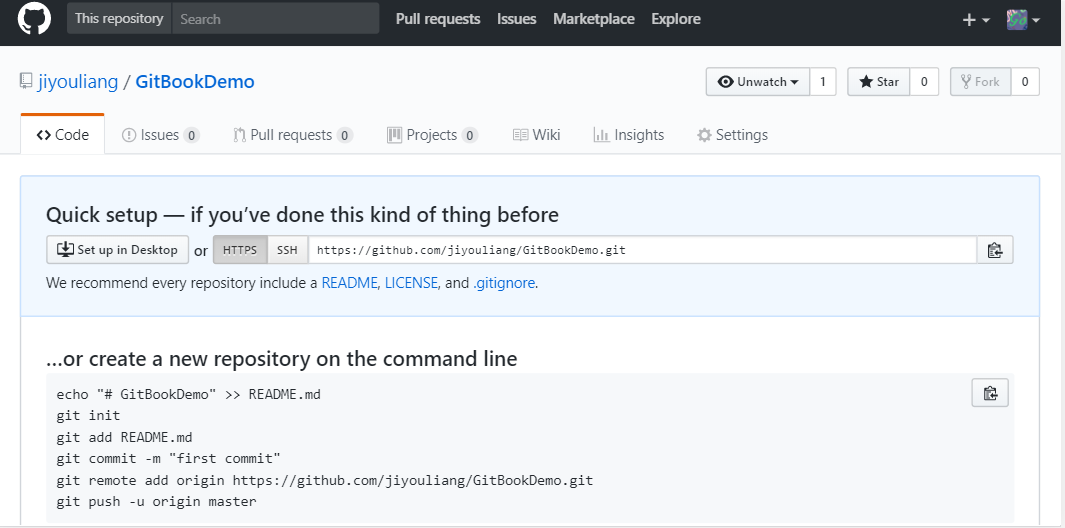 This repository Search Pull requests Issues Marketplace Explore
jiyouliang / GitBookDemo Unwatch 1 Star 0 Fork 0
Code Issues 0 Pull requests 0 Projects 0 Wiki Insights Settings
Quick setup — if you’ve done this kind of thing before
Set up in Desktop or HTTPS SSH https://github.com/jiyouliang/GitBookDemo.git
We recommend every repository include a README, LICENSE, and .gitignore.
…or create a new repository on the command line
echo "# GitBookDemo" >> README.md
git init
git add README.md
git commit -m "first commit"
git remote add origin https://github.com/jiyouliang/GitBookDemo.git
git push -u origin master